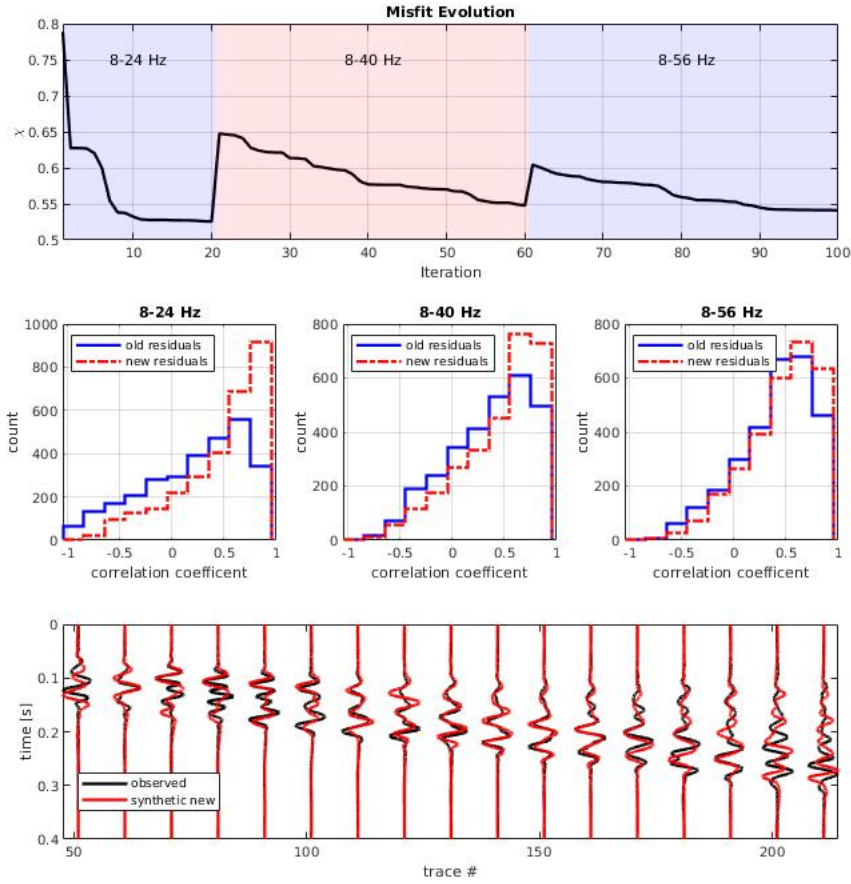 Misfit Evolution
0.8
0.75
0.7
0.65
0.6
0.55
0.5
χ
8-24 Hz
8-40 Hz
8-56 Hz
10 20 30 40 50 60 70 80 90 100
Iteration
8-24 Hz
1000
800
600
400
200
0
count
old residuals
new residuals
-1 -0.5 0 0.5 1
correlation coefficent
8-40 Hz
800
600
400
200
0
count
old residuals
new residuals
-1 -0.5 0 0.5 1
correlation coefficent
8-56 Hz
800
600
400
200
0
count
old residuals
new residuals
-1 -0.5 0 0.5 1
correlation coefficent
0
0.1
0.2
0.3
0.4
time [s]
observed
synthetic new
50 100 150 200
trace #